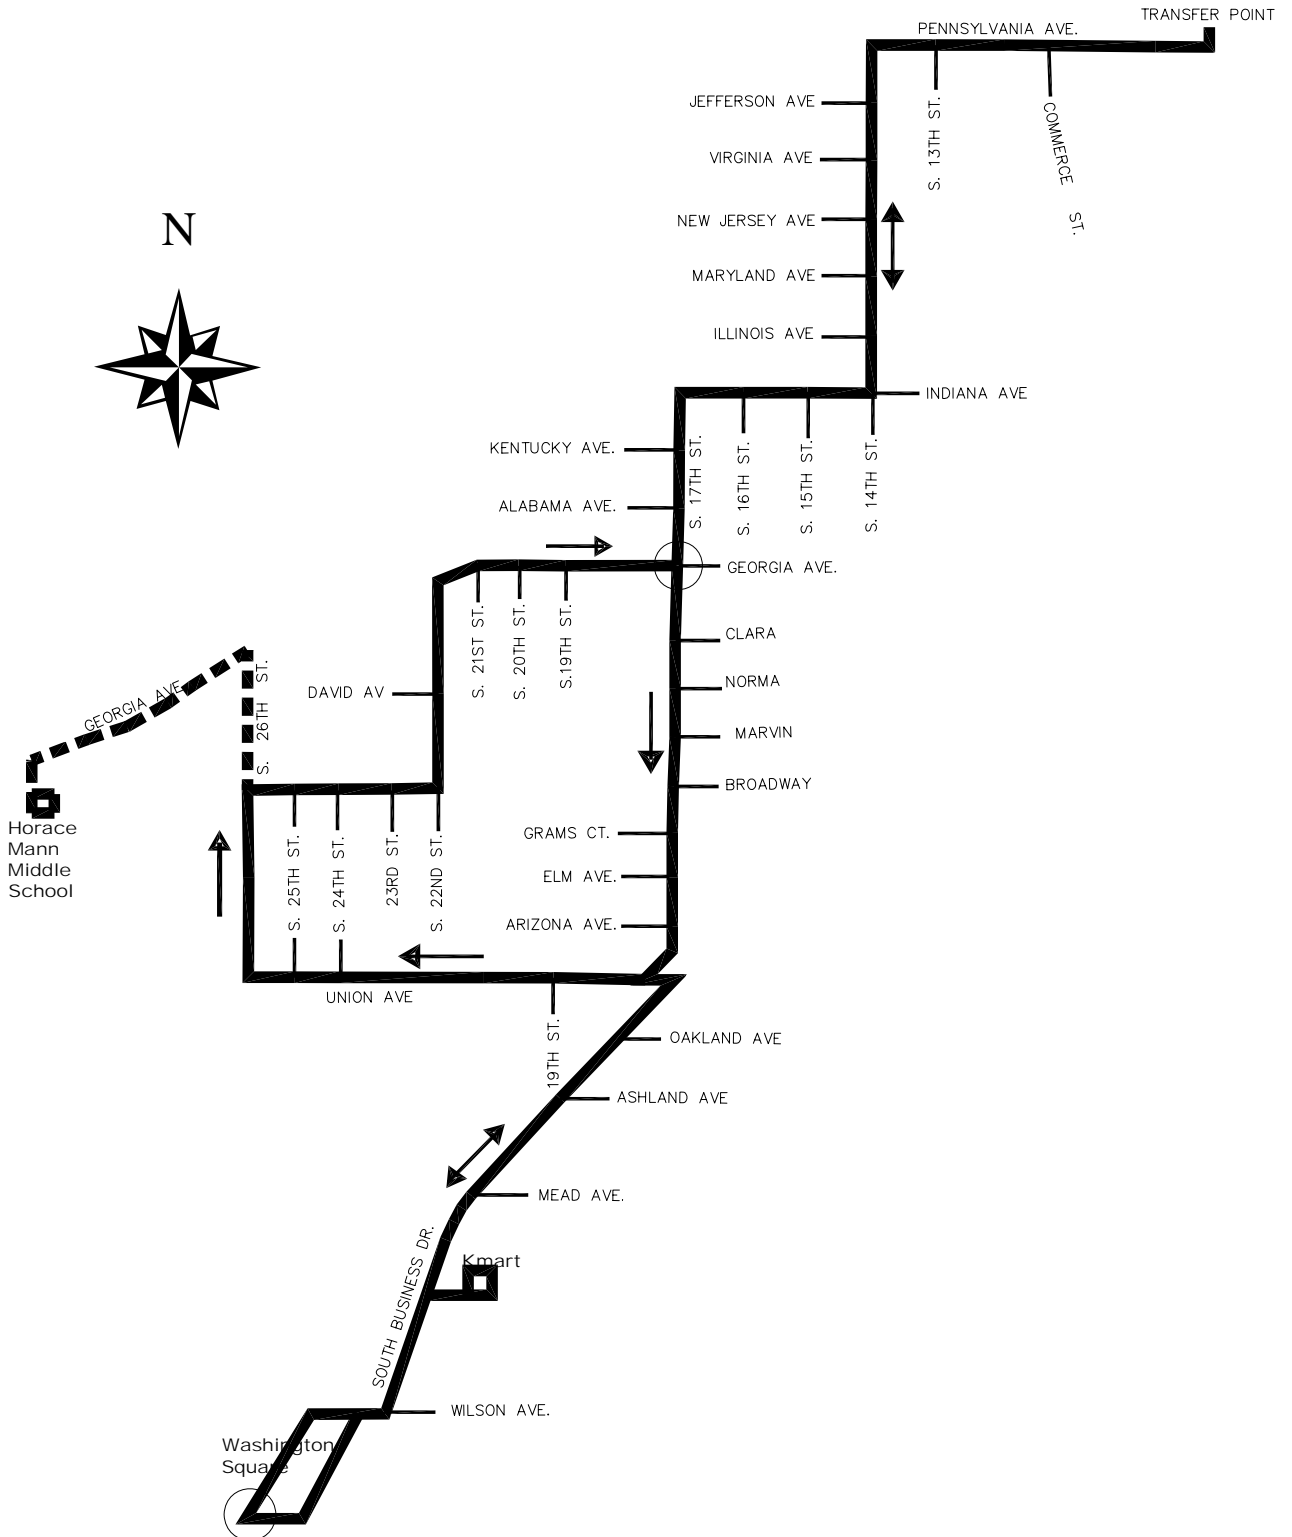 TRANSFER POINT
PENNSYLVANIA AVE.
JEFFERSON AVE
S. 13TH ST.
COMMERCE ST.
VIRGINIA AVE
N
NEW JERSEY AVE
MARYLAND AVE
ILLINOIS AVE
INDIANA AVE
KENTUCKY AVE.
S. 17TH ST.
S. 16TH ST.
S. 15TH ST.
S. 14TH ST.
ALABAMA AVE.
GEORGIA AVE.
S. 21ST ST.
S. 20TH ST.
S.19TH ST.
CLARA
NORMA
DAVID AV
S. 26TH ST.
GEORGIA AVE
MARVIN
BROADWAY
Horace
Mann
Middle
School
GRAMS CT.
S. 25TH ST.
S. 24TH ST.
23RD ST.
S. 22ND ST.
ELM AVE.
ARIZONA AVE.
UNION AVE
19TH ST.
OAKLAND AVE
ASHLAND AVE
MEAD AVE.
SOUTH BUSINESS DR.
Kmart
WILSON AVE.
Washington
Square